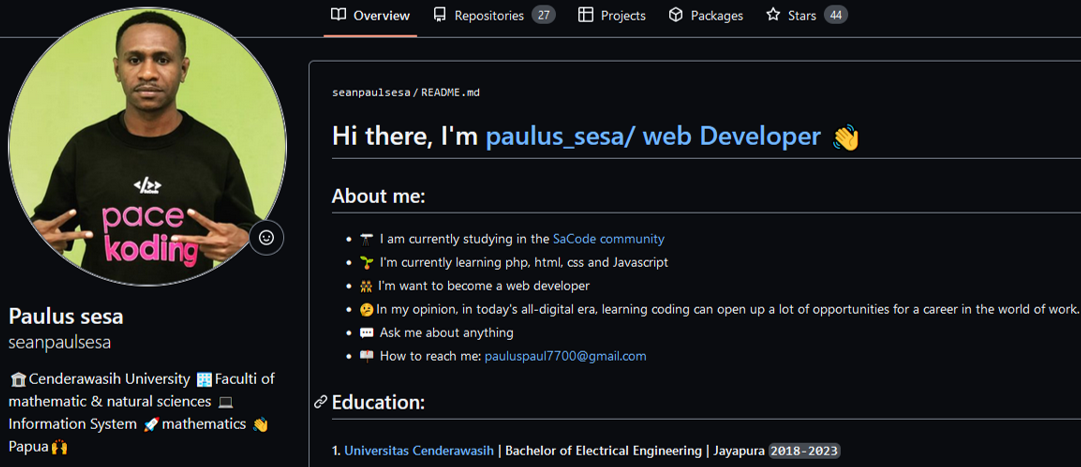 Overview Repositories 27 Projects Packages Stars 44
seanpaulsesa/README.md
Hi there, I'm paulus_sesa/ web Developer 👋
About me:
I am currently studying in the SaCode community
🌱 I'm currently learning php, html, css and Javascript
I'm want to become a web developer
🤔In my opinion, in today's all-digital era, learning coding can open up a lot of opportunities for a career in the world of work.
💬 Ask me about anything
How to reach me: pauluspaul7700@gmail.com
Education:
1. Universitas Cenderawasih | Bachelor of Electrical Engineering | Jayapura 2018-2023
</>
pace
koding
Paulus sesa
seanpaulsesa
🏛️Cenderawasih University 🏢Faculti of
mathematic & natural sciences 💻
Information System 🚀mathematics 👋
Papua🙌